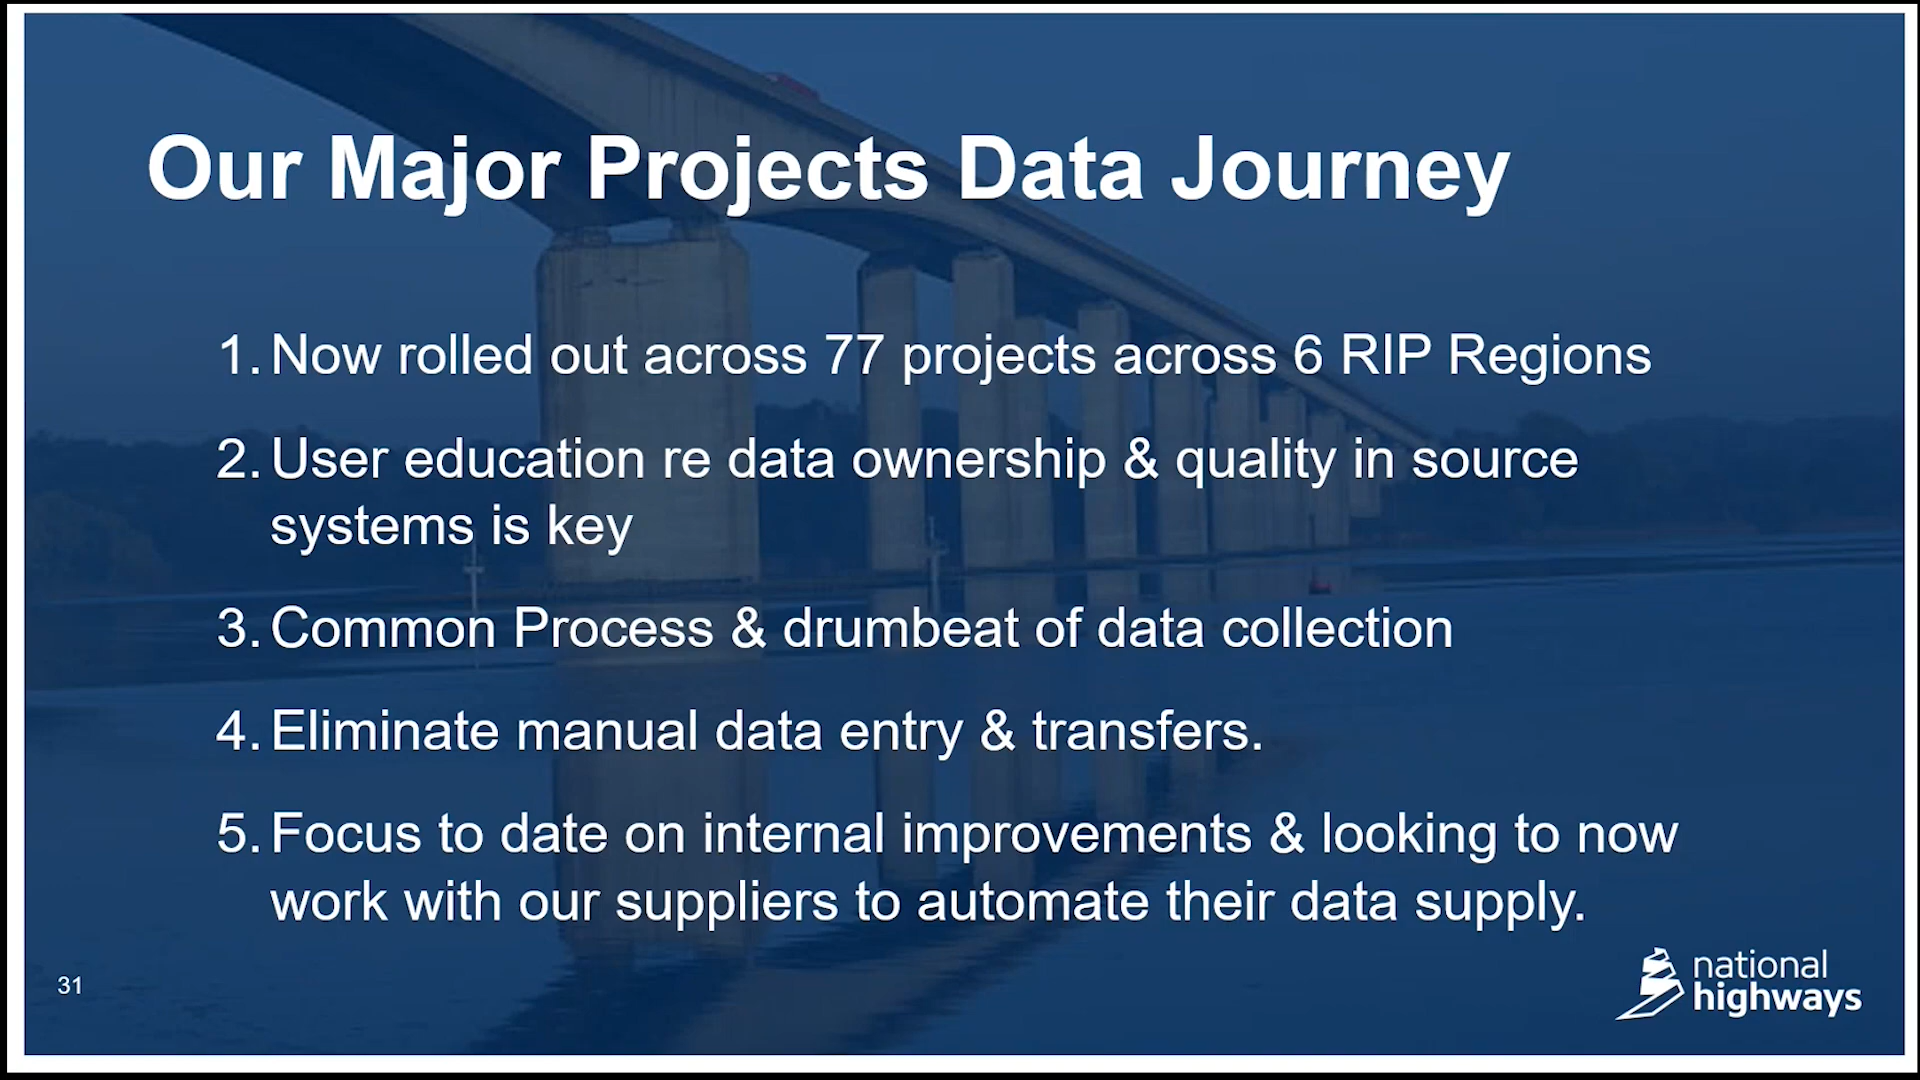 Our Major Projects Data Journey
1. Now rolled out across 77 projects across 6 RIP Regions
2. User education re data ownership & quality in source
systems is key
3. Common Process & drumbeat of data collection
4. Eliminate manual data entry & transfers.
5. Focus to date on internal improvements & looking to now
work with our suppliers to automate their data supply.
31
national
highways